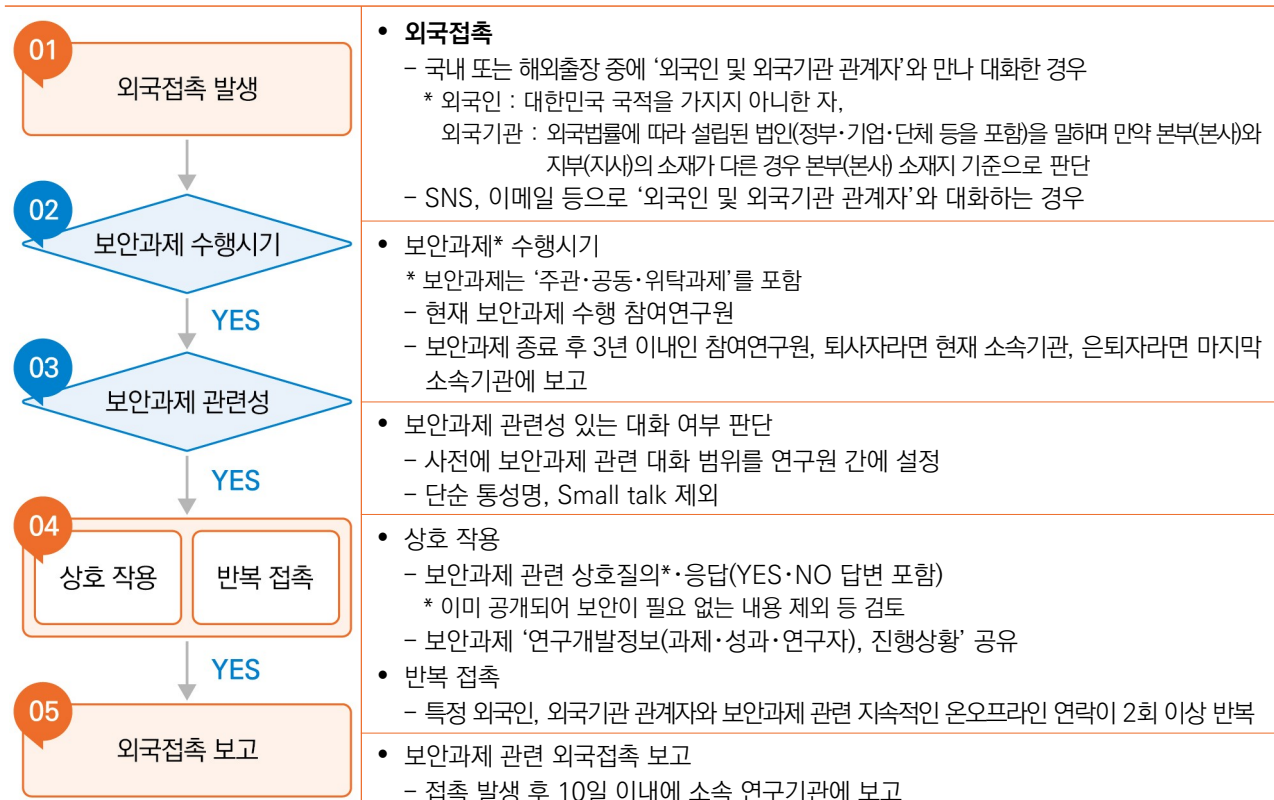 01
외국접촉 발생
02
보안과제 수행시기
YES
03
보안과제 관련성
YES
04
상호 작용
반복 접촉
YES
05
외국접촉 보고
• 외국접촉
– 국내 또는 해외출장 중에 ‘외국인 및 외국기관 관계자’와 만나 대화한 경우
* 외국인 : 대한민국 국적을 가지지 아니한 자,
외국기관 : 외국법률에 따라 설립된 법인(정부·기업·단체 등을 포함)을 말하며 만약 본부(본사)와
지부(지사)의 소재가 다른 경우 본부(본사) 소재지 기준으로 판단
– SNS, 이메일 등으로 ‘외국인 및 외국기관 관계자’와 대화하는 경우
• 보안과제* 수행시기
* 보안과제는 ‘주관·공동·위탁과제’를 포함
– 현재 보안과제 수행 참여연구원
– 보안과제 종료 후 3년 이내인 참여연구원, 퇴사자라면 현재 소속기관, 은퇴자라면 마지막
소속기관에 보고
• 보안과제 관련성 있는 대화 여부 판단
– 사전에 보안과제 관련 대화 범위를 연구원 간에 설정
– 단순 통성명, Small talk 제외
• 상호 작용
– 보안과제 관련 상호질의*·응답(YES·NO 답변 포함)
* 이미 공개되어 보안이 필요 없는 내용 제외 등 검토
– 보안과제 ‘연구개발정보(과제·성과·연구자), 진행상황’ 공유
• 반복 접촉
– 특정 외국인, 외국기관 관계자와 보안과제 관련 지속적인 온오프라인 연락이 2회 이상 반복
• 보안과제 관련 외국접촉 보고
– 접촉 발생 후 10일 이내에 소속 연구기관에 보고